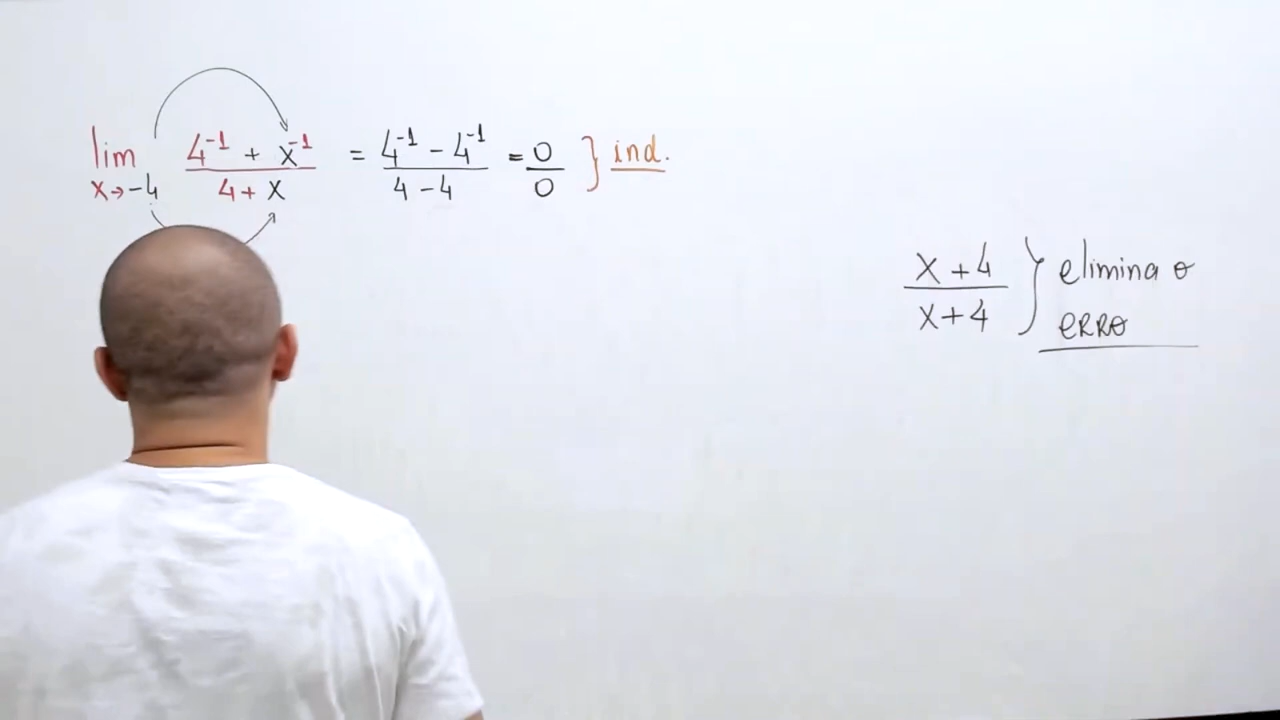 lim x→-4 (4⁻¹ + x⁻¹)/(4 + x) = (4⁻¹ - 4⁻¹)/(4 - 4) = 0/0 } ind.
(x + 4)/(x + 4) } elimina o
erro